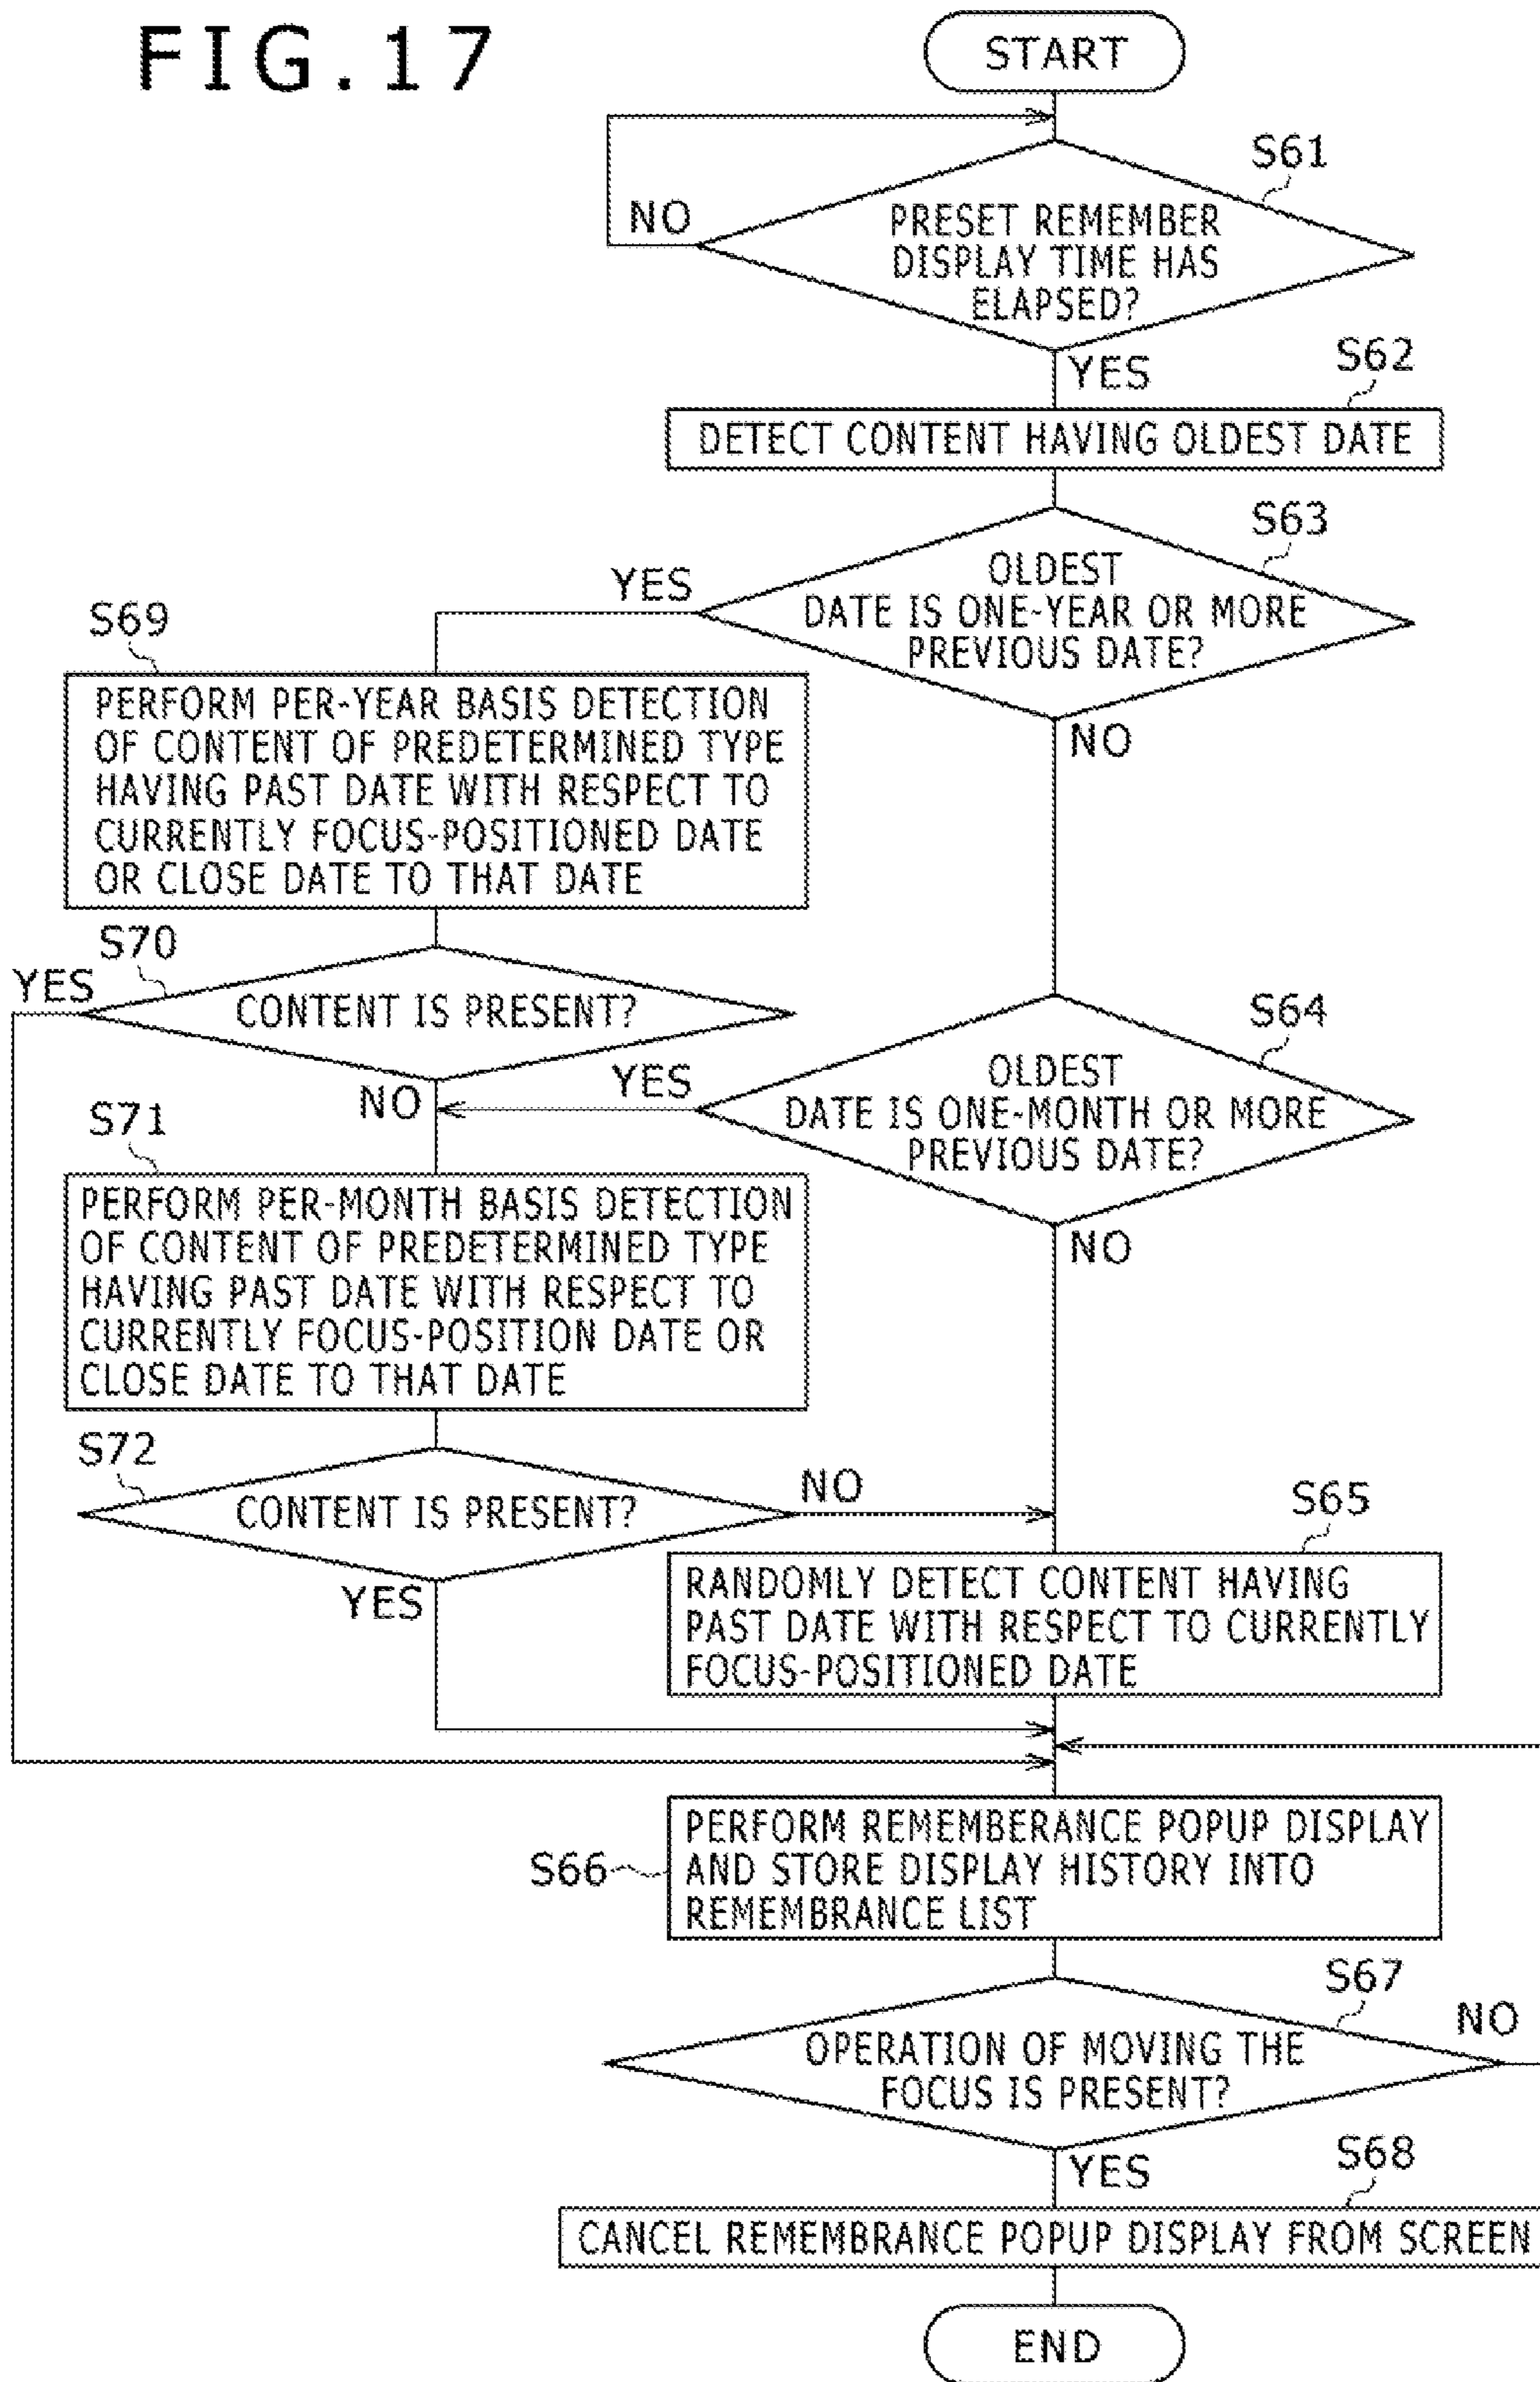 FIG.17
START
S61
NO
PRESET REMEMBER
DISPLAY TIME HAS
ELAPSED?
YES
S62
DETECT CONTENT HAVING OLDEST DATE
S63
YES
OLDEST
DATE IS ONE-YEAR OR MORE
PREVIOUS DATE?
NO
S69
PERFORM PER-YEAR BASIS DETECTION
OF CONTENT OF PREDETERMINED TYPE
HAVING PAST DATE WITH RESPECT TO
CURRENTLY FOCUS-POSITIONED DATE
OR CLOSE DATE TO THAT DATE
S70
YES
CONTENT IS PRESENT?
NO
S64
YES
OLDEST
DATE IS ONE-MONTH OR MORE
PREVIOUS DATE?
NO
S71
PERFORM PER-MONTH BASIS DETECTION
OF CONTENT OF PREDETERMINED TYPE
HAVING PAST DATE WITH RESPECT TO
CURRENTLY FOCUS-POSITION DATE OR
CLOSE DATE TO THAT DATE
S72
CONTENT IS PRESENT?
NO
YES
S65
RANDOMLY DETECT CONTENT HAVING
PAST DATE WITH RESPECT TO CURRENTLY
FOCUS-POSITIONED DATE
S66
PERFORM REMEMBERANCE POPUP DISPLAY
AND STORE DISPLAY HISTORY INTO
REMEMBRANCE LIST
S67
NO
OPERATION OF MOVING THE
FOCUS IS PRESENT?
YES
S68
CANCEL REMEMBRANCE POPUP DISPLAY FROM SCREEN
END